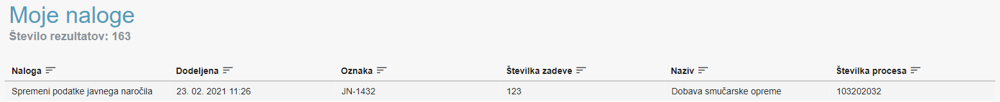 Moje naloge
Število rezultatov: 163
Naloga Dodeljena Oznaka Številka zadeve Naziv Številka procesa
Spremeni podatke javnega naročila 23. 02. 2021 11:26 JN-1432 123 Dobava smučarske opreme 103202032